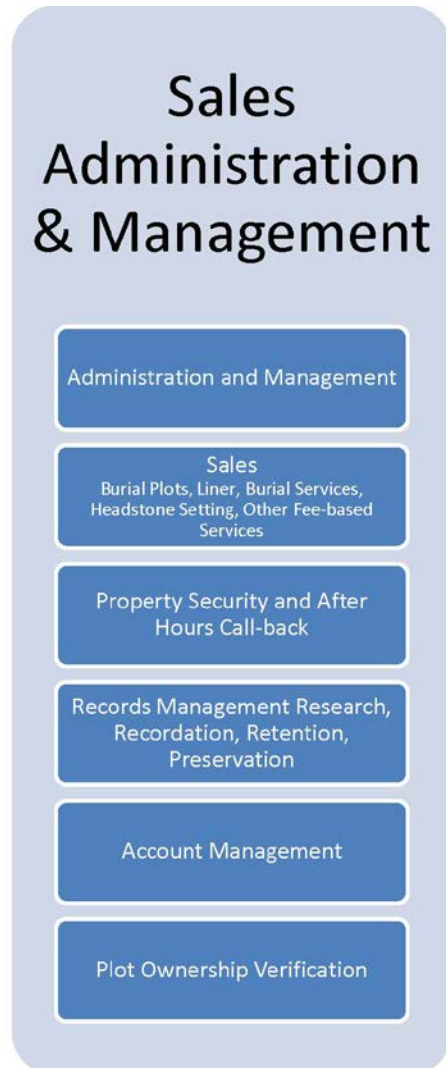 Sales
Administration
& Management
Administration and Management
Sales
Burial Plots, Liner, Burial Services,
Headstone Setting, Other Fee-based
Services
Property Security and After
Hours Call-back
Records Management Research,
Recordation, Retention,
Preservation
Account Management
Plot Ownership Verification